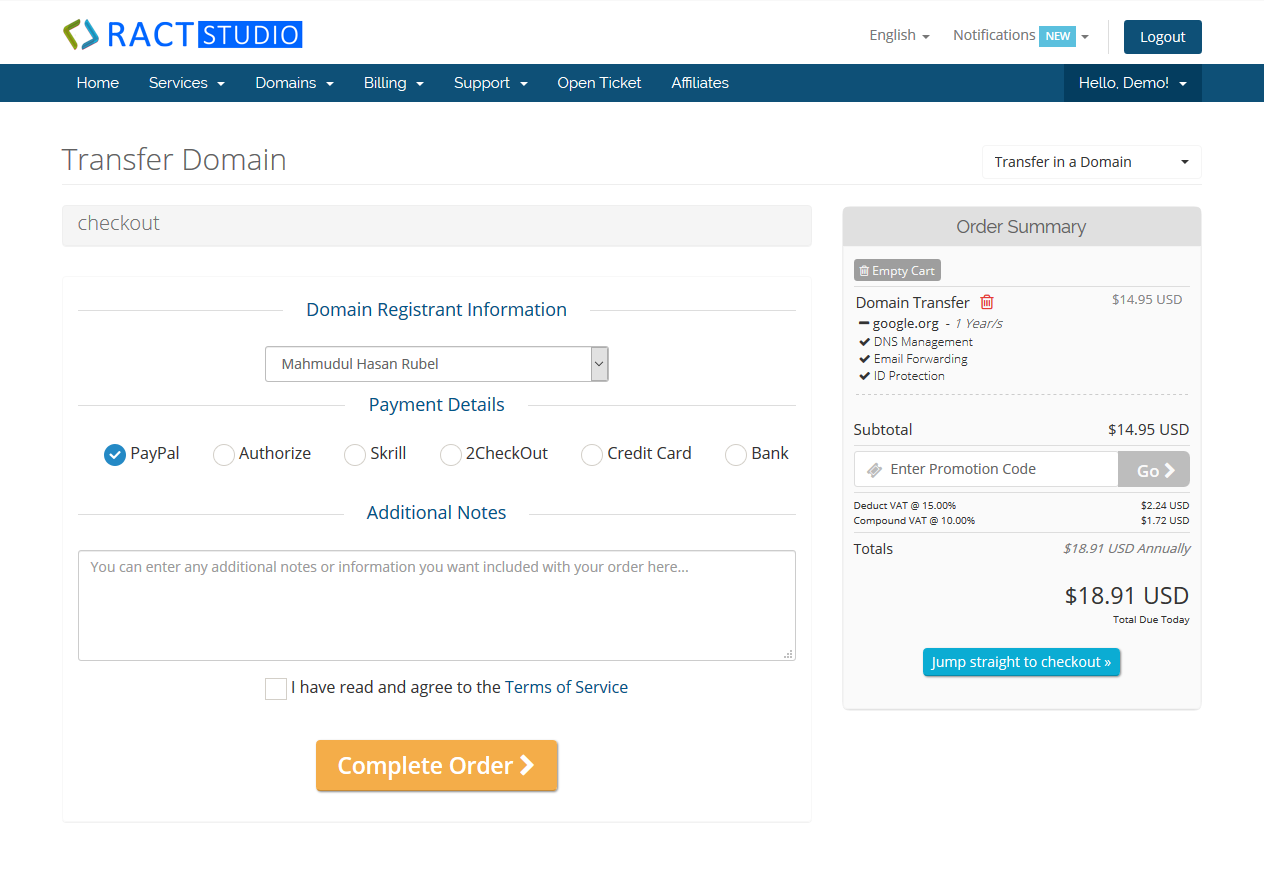 RACT STUDIO
English
Notifications NEW
Logout
Home Services Domains Billing Support Open Ticket Affiliates Hello, Demo!
Transfer Domain
Transfer in a Domain
checkout
Domain Registrant Information
Mahmudul Hasan Rubel
Payment Details
PayPal Authorize Skrill 2CheckOut Credit Card Bank
Additional Notes
You can enter any additional notes or information you want included with your order here...
I have read and agree to the Terms of Service
Complete Order
Order Summary
Empty Cart
Domain Transfer $14.95 USD
google.org - 1 Year/s
DNS Management
Email Forwarding
ID Protection
Subtotal $14.95 USD
Enter Promotion Code Go
Deduct VAT @ 15.00% $2.24 USD
Compound VAT @ 10.00% $1.72 USD
Totals $18.91 USD Annually
$18.91 USD
Total Due Today
Jump straight to checkout »